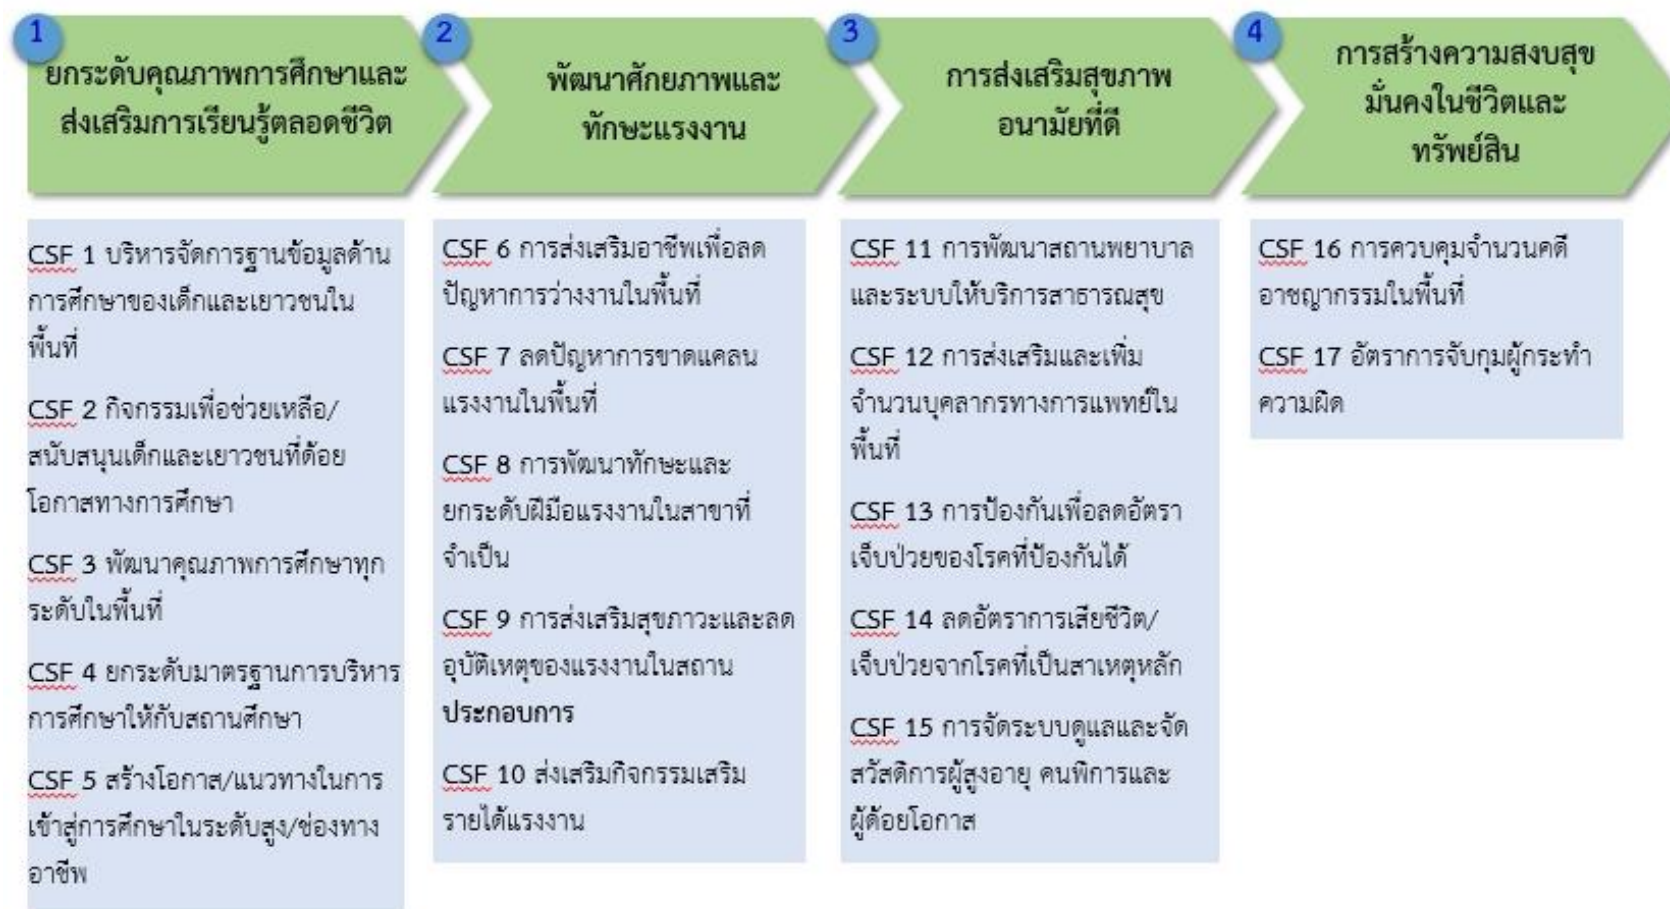 1
ยกระดับคุณภาพการศึกษาและ
ส่งเสริมการเรียนรู้ตลอดชีวิต
CSF 1 บริหารจัดการฐานข้อมูลด้าน
การศึกษาของเด็กและเยาวชนใน
พื้นที่
CSF 2 กิจกรรมเพื่อช่วยเหลือ/
สนับสนุนเด็กและเยาวชนที่ด้อย
โอกาสทางการศึกษา
CSF 3 พัฒนาคุณภาพการศึกษาทุก
ระดับในพื้นที่
CSF 4 ยกระดับมาตรฐานการบริหาร
การศึกษาให้กับสถานศึกษา
CSF 5 สร้างโอกาส/แนวทางในการ
เข้าสู่การศึกษาในระดับสูง/ช่องทาง
อาชีพ
2
พัฒนาศักยภาพและ
ทักษะแรงงาน
CSF 6 การส่งเสริมอาชีพเพื่อลด
ปัญหาการว่างงานในพื้นที่
CSF 7 ลดปัญหาการขาดแคลน
แรงงานในพื้นที่
CSF 8 การพัฒนาทักษะและ
ยกระดับฝีมือแรงงานในสาขาที่
จำเป็น
CSF 9 การส่งเสริมสุขภาวะและลด
อุบัติเหตุของแรงงานในสถาน
ประกอบการ
CSF 10 ส่งเสริมกิจกรรมเสริม
รายได้แรงงาน
3
การส่งเสริมสุขภาพ
อนามัยที่ดี
CSF 11 การพัฒนาสถานพยาบาล
และระบบให้บริการสาธารณสุข
CSF 12 การส่งเสริมและเพิ่ม
จำนวนบุคลากรทางการแพทย์ใน
พื้นที่
CSF 13 การป้องกันเพื่อลดอัตรา
เจ็บป่วยของโรคที่ป้องกันได้
CSF 14 ลดอัตราการเสียชีวิต/
เจ็บป่วยจากโรคที่เป็นสาเหตุหลัก
CSF 15 การจัดระบบดูแลและจัด
สวัสดิการผู้สูงอายุ คนพิการและ
ผู้ด้อยโอกาส
4
การสร้างความสงบสุข
มั่นคงในชีวิตและ
ทรัพย์สิน
CSF 16 การควบคุมจำนวนคดี
อาชญากรรมในพื้นที่
CSF 17 อัตราการจับกุมผู้กระทำ
ความผิด